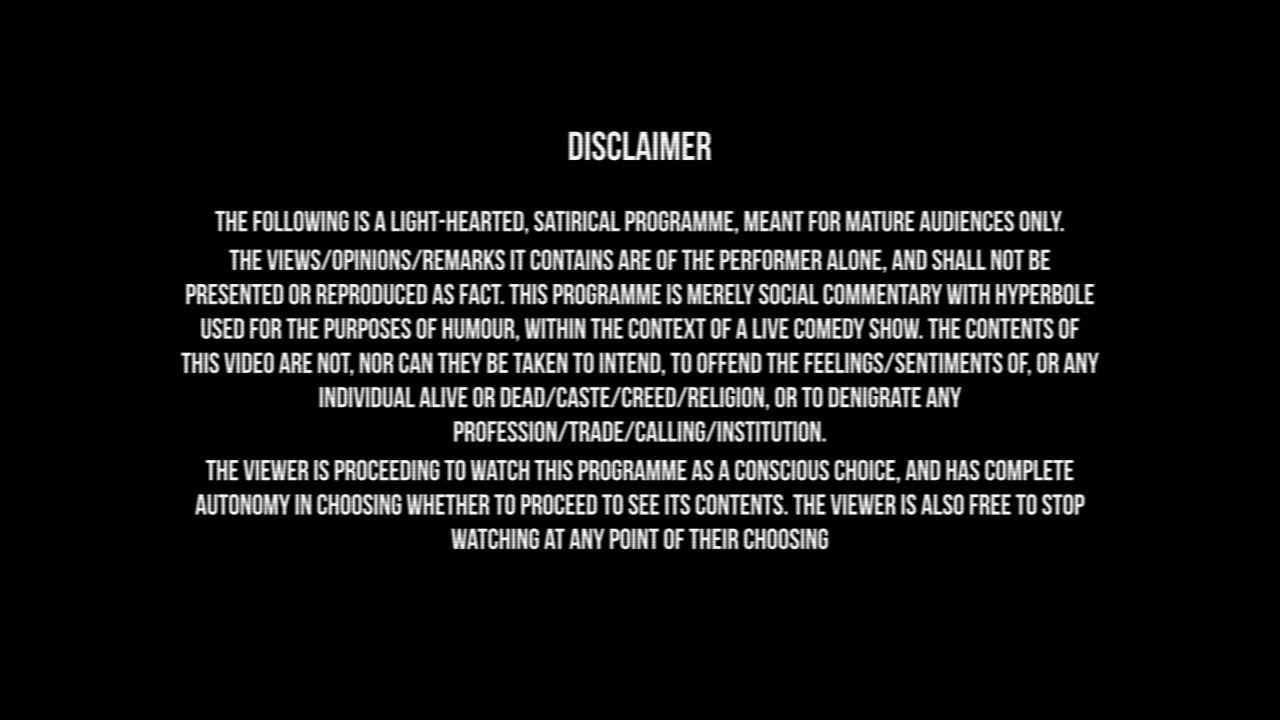 DISCLAIMER
THE FOLLOWING IS A LIGHT-HEARTED, SATIRICAL PROGRAMME, MEANT FOR MATURE AUDIENCES ONLY.
THE VIEWS/OPINIONS/REMARKS IT CONTAINS ARE OF THE PERFORMER ALONE, AND SHALL NOT BE
PRESENTED OR REPRODUCED AS FACT. THIS PROGRAMME IS MERELY SOCIAL COMMENTARY WITH HYPERBOLE
USED FOR THE PURPOSES OF HUMOUR, WITHIN THE CONTEXT OF A LIVE COMEDY SHOW. THE CONTENTS OF
THIS VIDEO ARE NOT, NOR CAN THEY BE TAKEN TO INTEND, TO OFFEND THE FEELINGS/SENTIMENTS OF, OR ANY
INDIVIDUAL ALIVE OR DEAD/CASTE/CREED/RELIGION, OR TO DENIGRATE ANY
PROFESSION/TRADE/CALLING/INSTITUTION.
THE VIEWER IS PROCEEDING TO WATCH THIS PROGRAMME AS A CONSCIOUS CHOICE, AND HAS COMPLETE
AUTONOMY IN CHOOSING WHETHER TO PROCEED TO SEE ITS CONTENTS. THE VIEWER IS ALSO FREE TO STOP
WATCHING AT ANY POINT OF THEIR CHOOSING